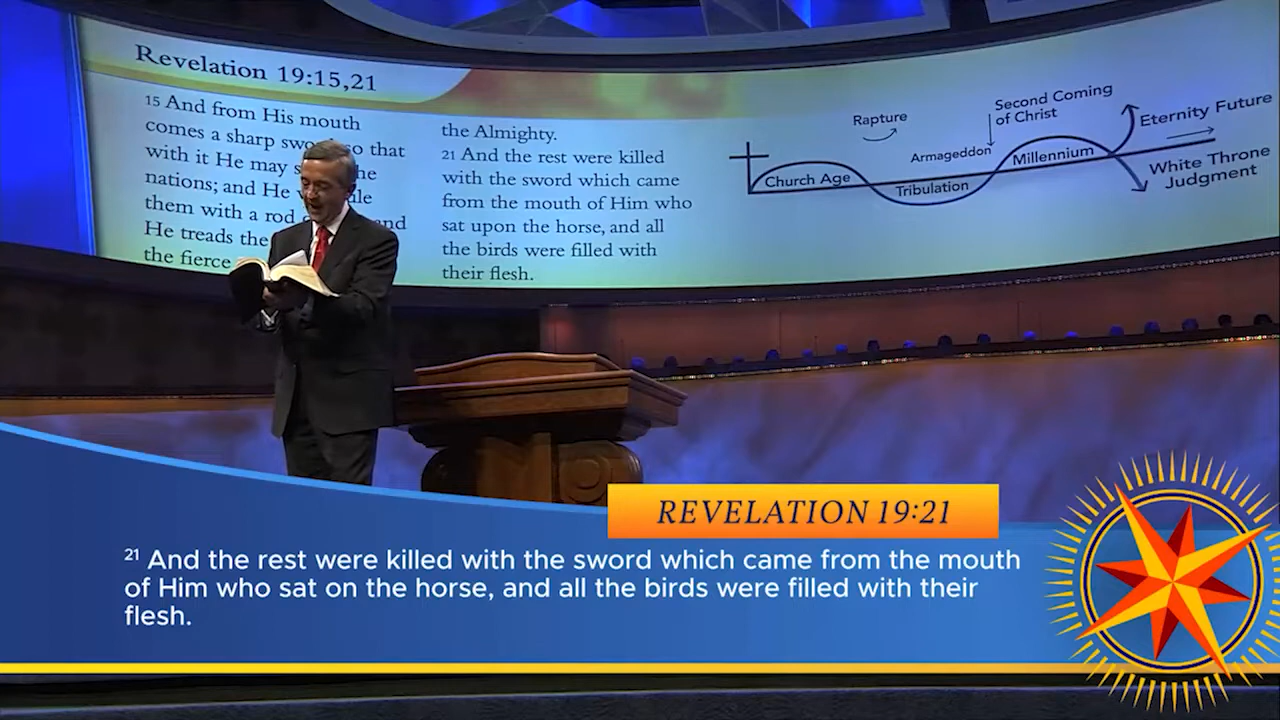 Revelation 19:15,21
15 And from His mouth
comes a sharp so that
with it He may
nations; and He
them with a rod
He treads the
the fierce
the Almighty.
21 And the rest were killed
with the sword which came
from the mouth of Him who
sat upon the horse, and all
the birds were filled with
their flesh.
Rapture
Second Coming
of Christ
Armageddon
Church Age
Tribulation
Millennium
Eternity Future
White Throne
Judgment
REVELATION 19:21
21 And the rest were killed with the sword which came from the mouth
of Him who sat on the horse, and all the birds were filled with their
flesh.